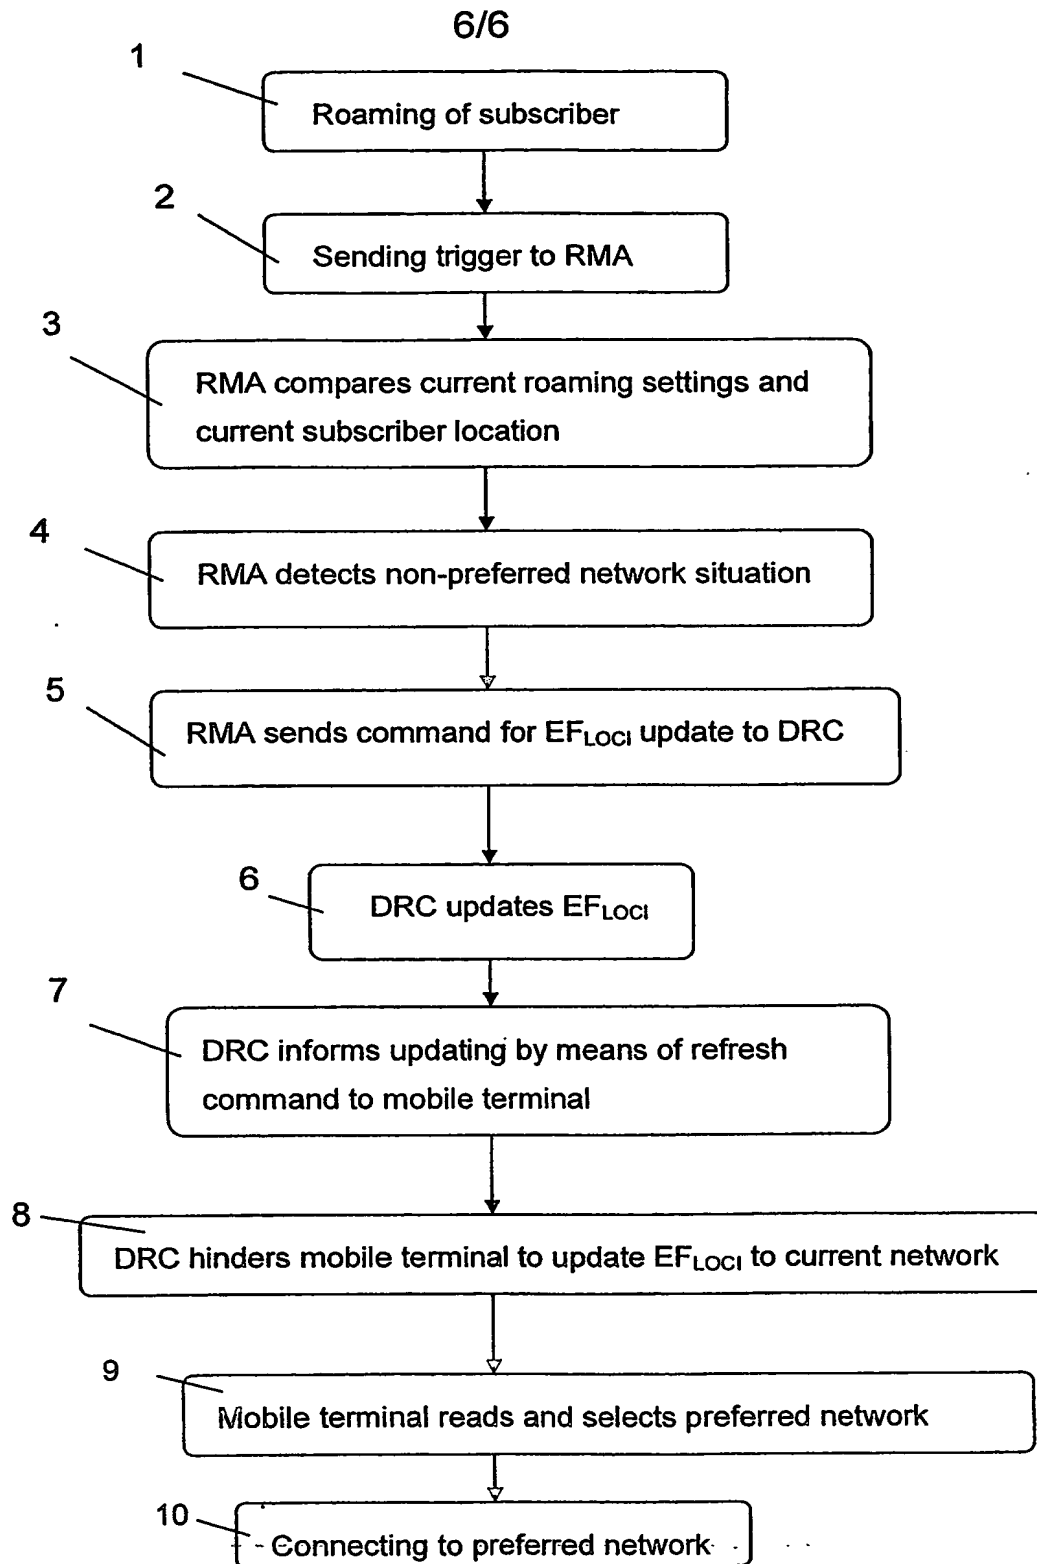 6/6
1
Roaming of subscriber
2
Sending trigger to RMA
3
RMA compares current roaming settings and
current subscriber location
4
RMA detects non-preferred network situation
5
RMA sends command for EFLOCI update to DRC
6
DRC updates EFLOCI
7
DRC informs updating by means of refresh
command to mobile terminal
8
DRC hinders mobile terminal to update EFLOCI to current network
9
Mobile terminal reads and selects preferred network
10
Connecting to preferred network